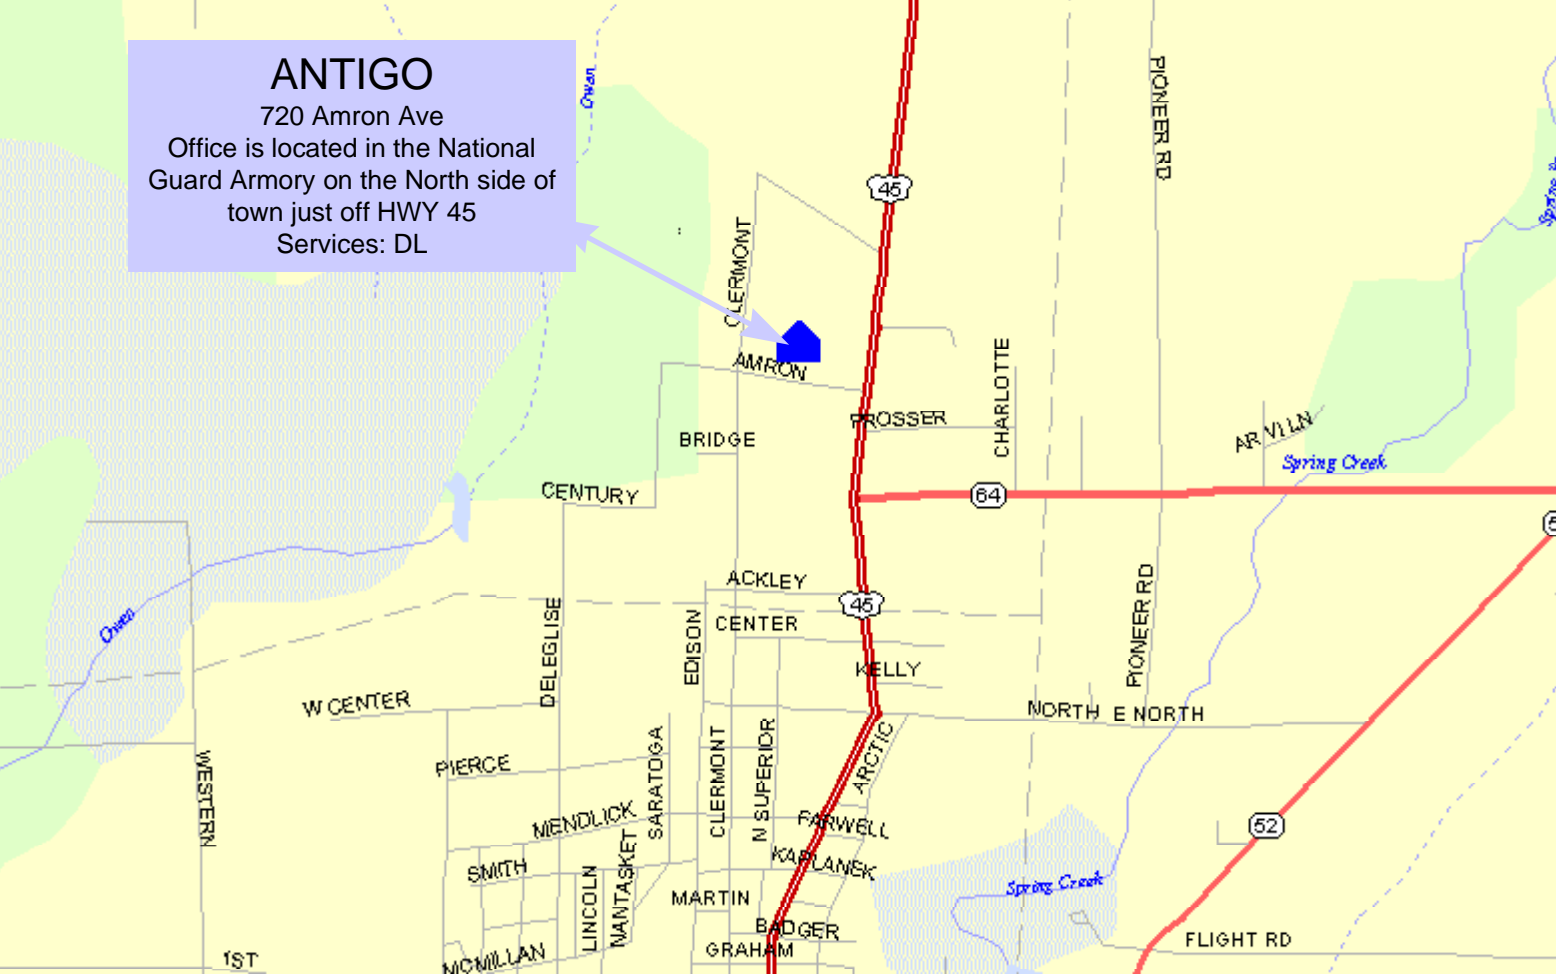 ANTIGO
720 Amron Ave
Office is located in the National
Guard Armory on the North side of
town just off HWY 45
Services: DL
Owen
PIONEER RD
45
CLERMONT
AMRON
PROSSER
CHARLOTTE
ARVI LN
BRIDGE
Spring Creek
CENTURY
64
ACKLEY
45
CENTER
DELEGLISE
EDISON
PIONEER RD
Owen
KELLY
W CENTER
NORTH
E NORTH
WESTERN
PIERCE
SARATOGA
CLERMONT
N SUPERIOR
ARCTIC
MENDLICK
FARWELL
52
SMITH
NANTASKET
KAPLANEK
LINCOLN
MARTIN
Spring Creek
BADGER
GRAHAM
FLIGHT RD
1ST
MCMILLAN